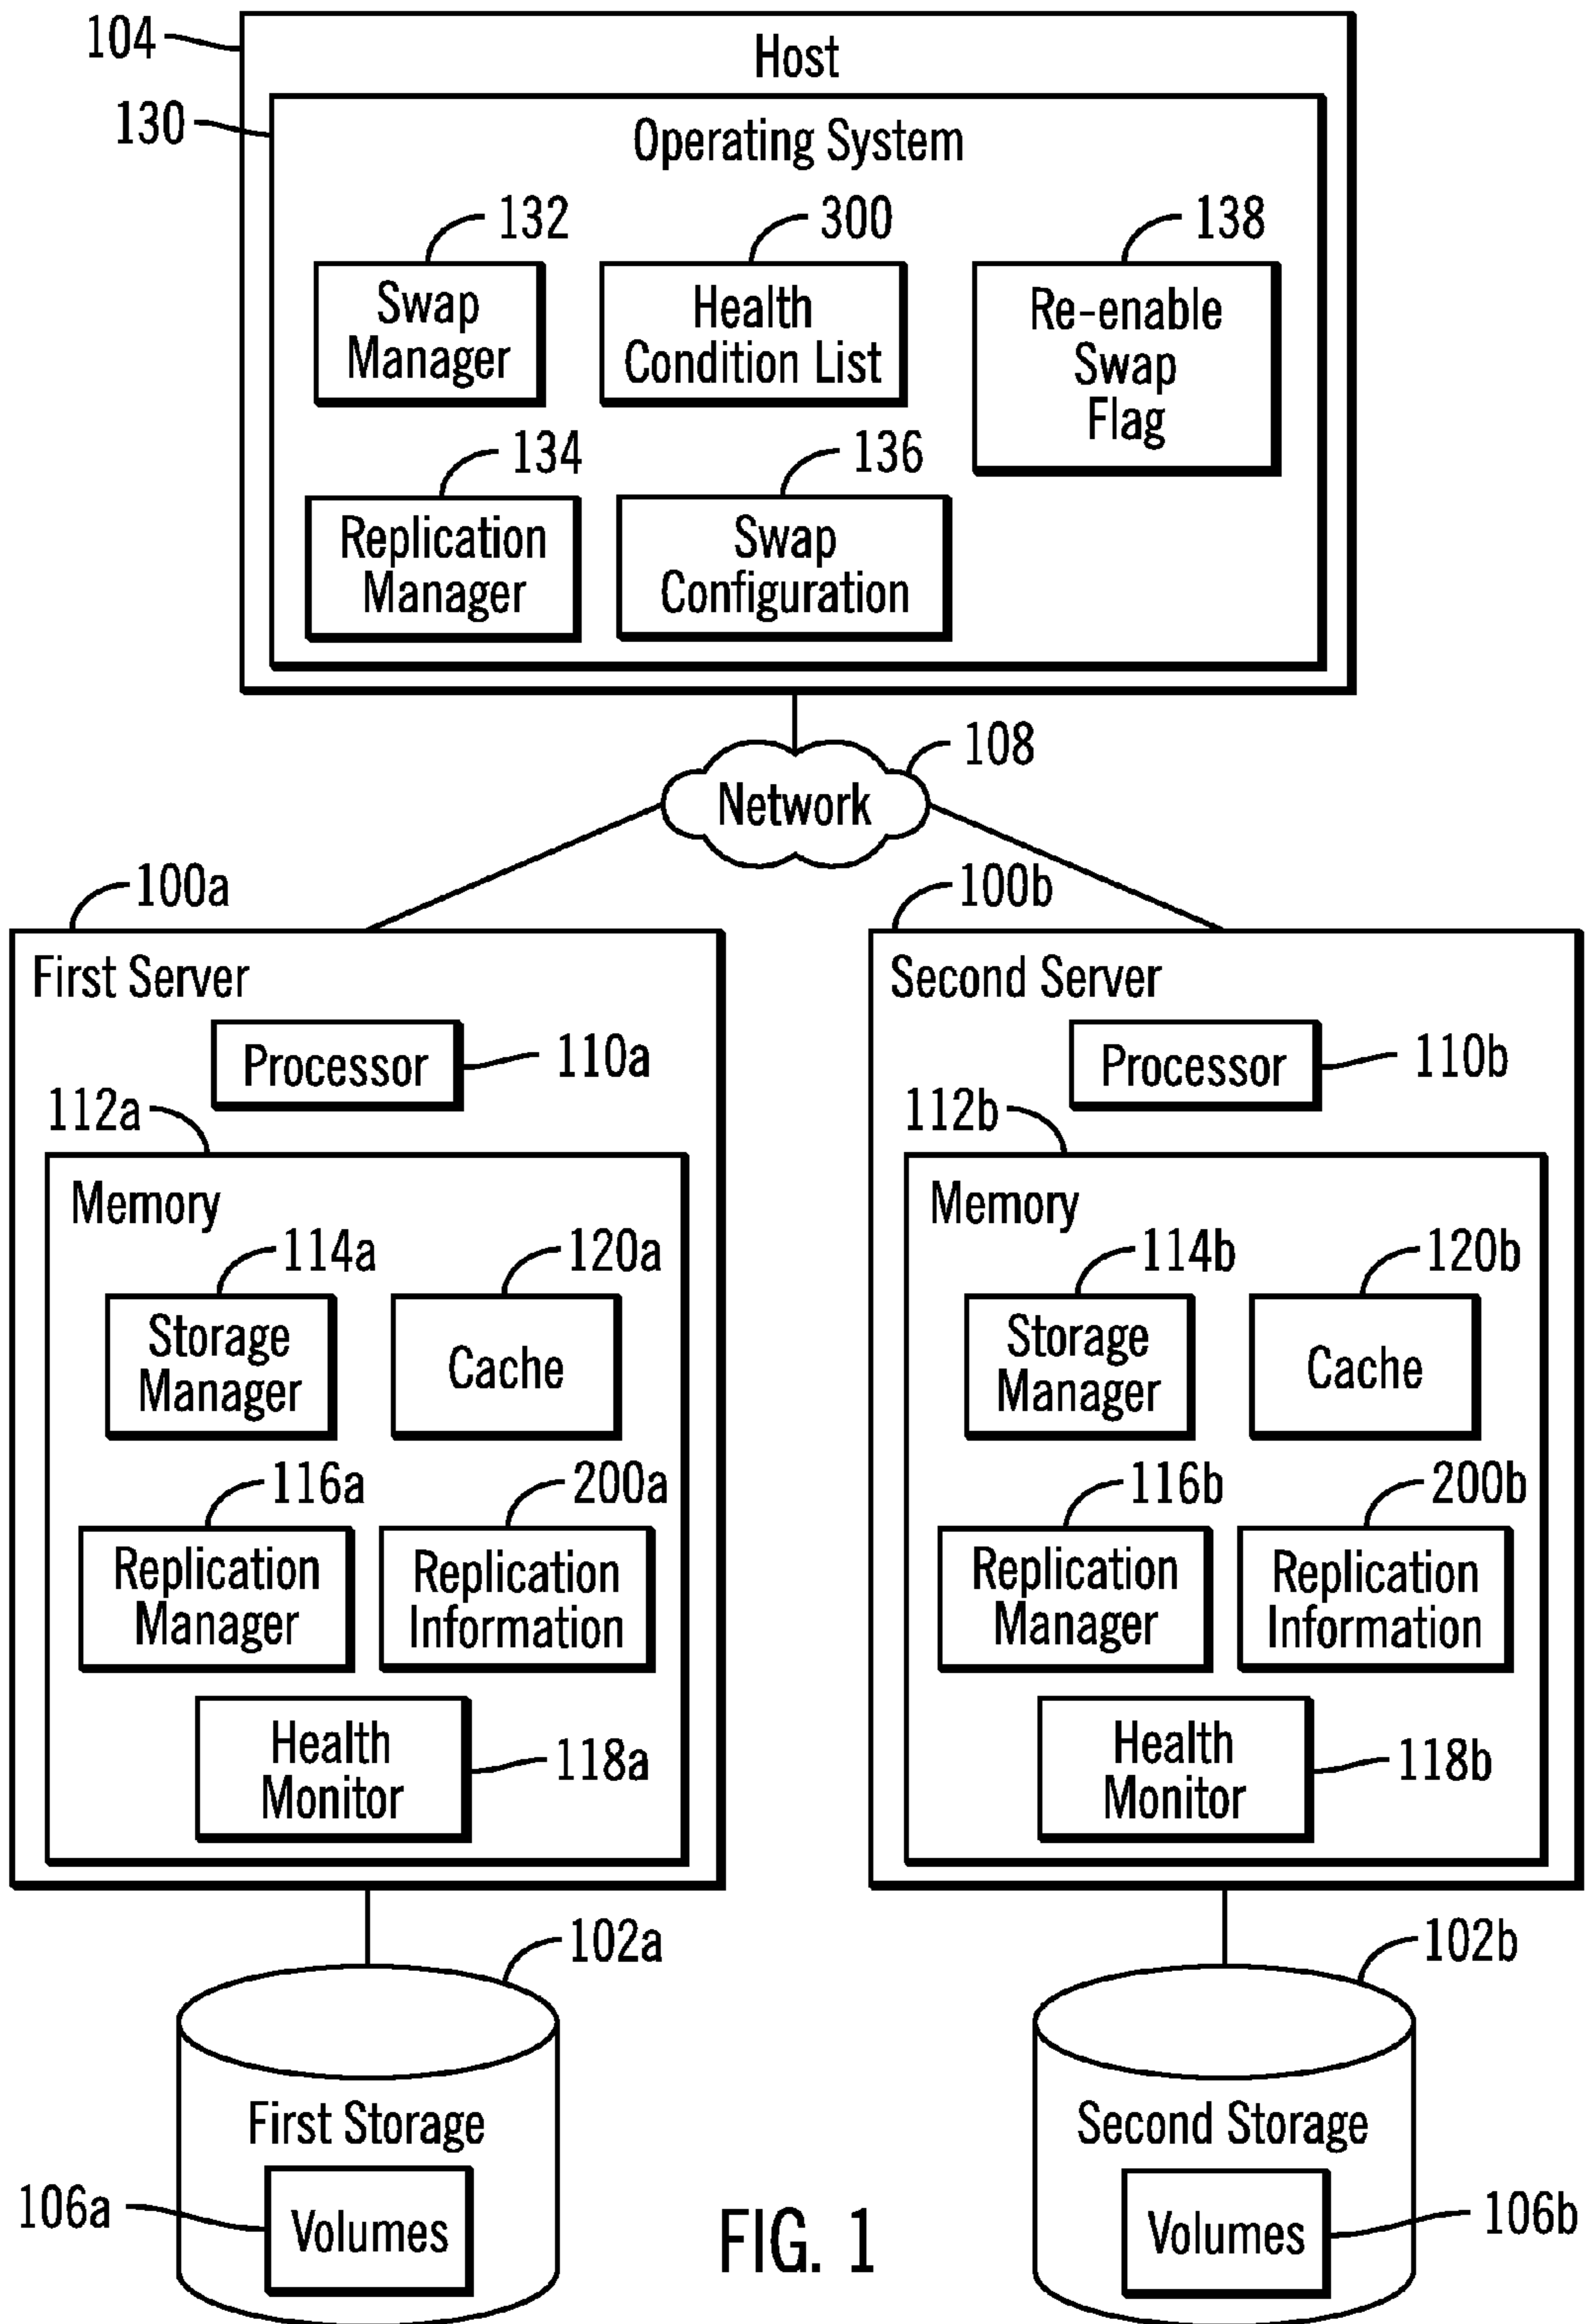 104
Host
130
Operating System
132
300
138
Swap
Manager
Health
Condition List
Re-enable
Swap
Flag
134
136
Replication
Manager
Swap
Configuration
108
Network
100a
100b
First Server
Second Server
Processor
110a
Processor
110b
112a
112b
Memory
Memory
114a
120a
114b
120b
Storage
Manager
Cache
Storage
Manager
Cache
116a
200a
116b
200b
Replication
Manager
Replication
Information
Replication
Manager
Replication
Information
Health
Monitor
118a
Health
Monitor
118b
102a
102b
First Storage
Second Storage
106a
Volumes
Volumes
106b
FIG. 1